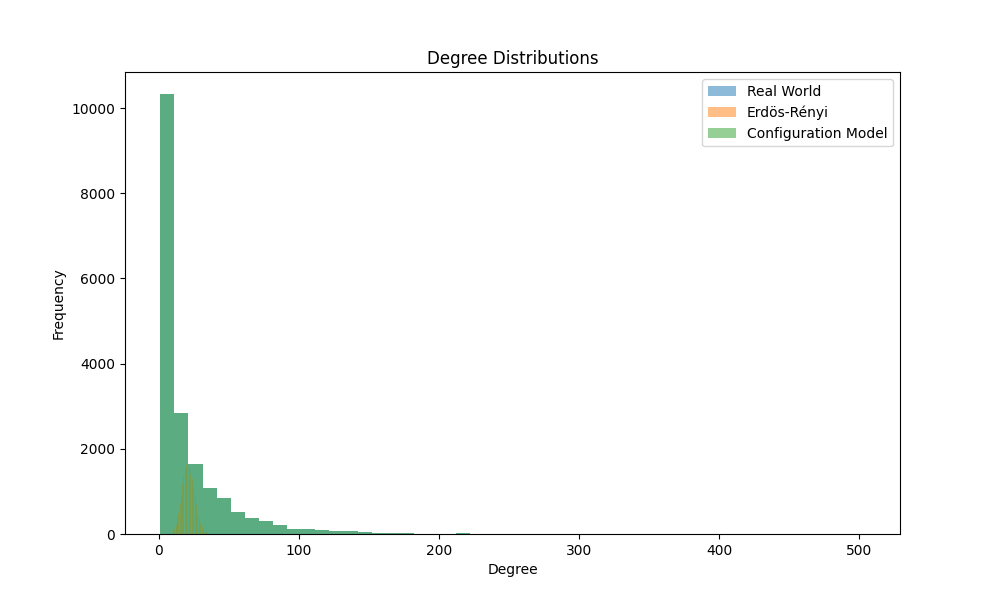 Degree Distributions
Real World
Erdös-Rényi
Configuration Model
Frequency
10000
8000
6000
4000
2000
0
0 100 200 300 400 500
Degree